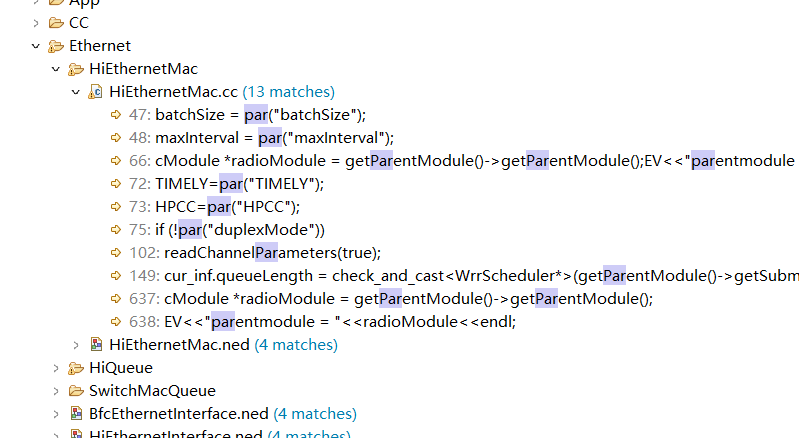 App
CC
Ethernet
HiEthernetMac
HiEthernetMac.cc (13 matches)
47: batchSize = par("batchSize");
48: maxInterval = par("maxInterval");
66: cModule *radioModule = getParentModule()->getParentModule();EV<<"parentmodule
72: TIMELY=par("TIMELY");
73: HPCC=par("HPCC");
75: if (!par("duplexMode"))
102: readChannelParameters(true);
149: cur_inf.queueLength = check_and_cast<WrrScheduler*>(getParentModule()->getSubm
637: cModule *radioModule = getParentModule()->getParentModule();
638: EV<<"parentmodule = "<<radioModule<<endl;
HiEthernetMac.ned (4 matches)
HiQueue
SwitchMacQueue
BfcEthernetInterface.ned (4 matches)
HiEthernetInterface.ned (4 matches)